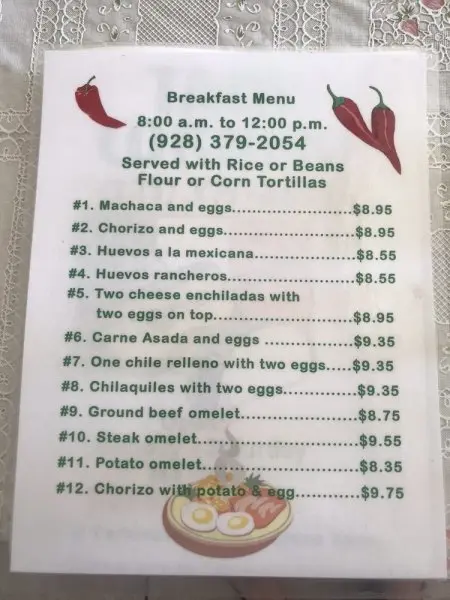 Breakfast Menu
8:00 a.m. to 12:00 p.m.
(928) 379-2054
Served with Rice or Beans
Flour or Corn Tortillas
#1. Machaca and eggs.....................$8.95
#2. Chorizo and eggs......................$8.95
#3. Huevos a la mexicana.................$8.55
#4. Huevos rancheros.....................$8.55
#5. Two cheese enchiladas with
two eggs on top.......................$8.95
#6. Carne Asada and eggs ..............$9.35
#7. One chile relleno with two eggs.....$9.35
#8. Chilaquiles with two eggs............$9.35
#9. Ground beef omelet...................$8.75
#10. Steak omelet..........................$9.55
#11. Potato omelet.........................$8.35
#12. Chorizo with potato & egg............$9.75